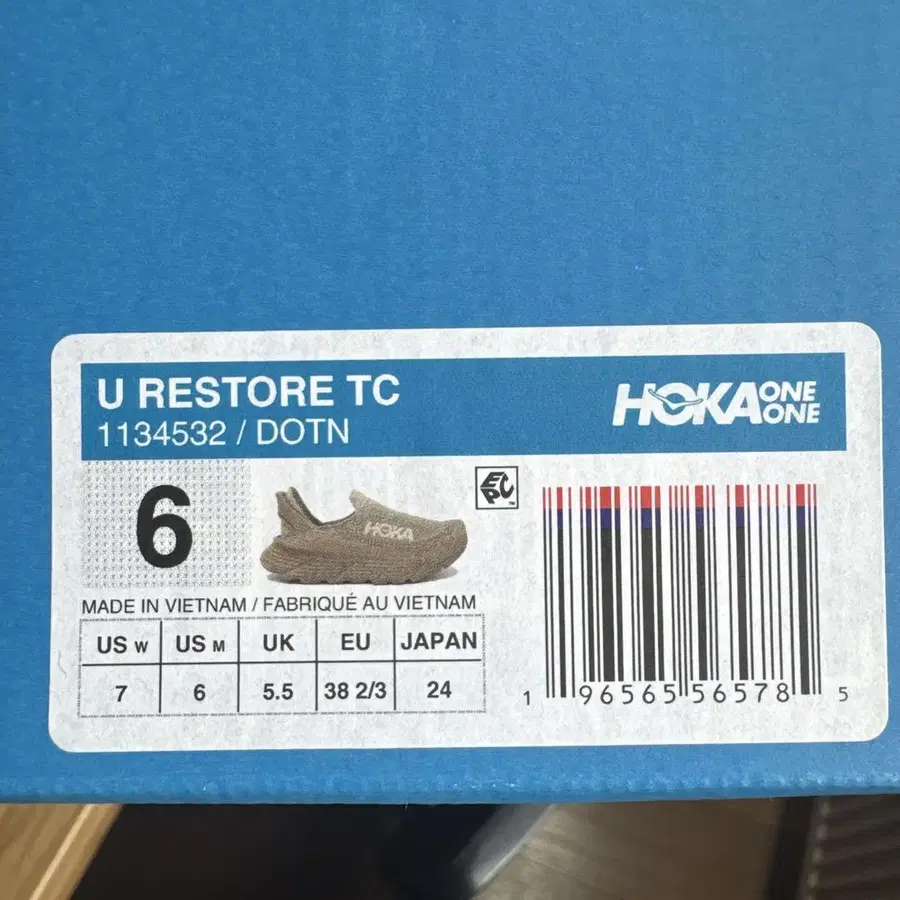 U RESTORE TC
1134532 / DOTN
HOKA ONE ONE
6
HOKA
EPC™
MADE IN VIETNAM / FABRIQUÉ AU VIETNAM
US W US M UK EU JAPAN
7 6 5.5 38 2/3 24
1 96565 56578 5